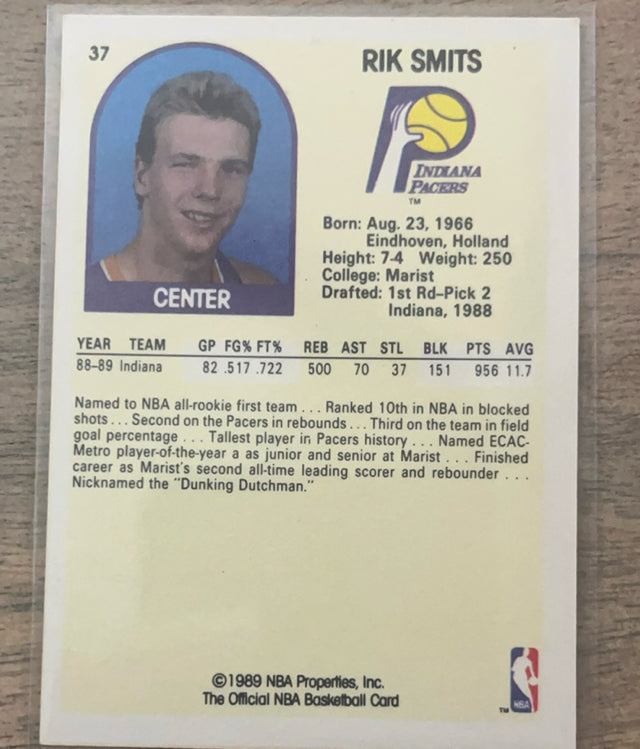 37
RIK SMITS
INDIANA
PACERS
TM
Born: Aug. 23, 1966
Eindhoven, Holland
Height: 7-4 Weight: 250
College: Marist
Drafted: 1st Rd–Pick 2
Indiana, 1988
CENTER
YEAR TEAM GP FG% FT% REB AST STL BLK PTS AVG
88–89 Indiana 82 .517 .722 500 70 37 151 956 11.7
Named to NBA all-rookie first team . . . Ranked 10th in NBA in blocked
shots . . . Second on the Pacers in rebounds . . . Third on the team in field
goal percentage . . . Tallest player in Pacers history . . . Named ECAC-
Metro player-of-the-year a as junior and senior at Marist . . . Finished
career as Marist's second all-time leading scorer and rebounder . . .
Nicknamed the "Dunking Dutchman."
©1989 NBA Properties, Inc.
The Official NBA Basketball Card
TM NBA